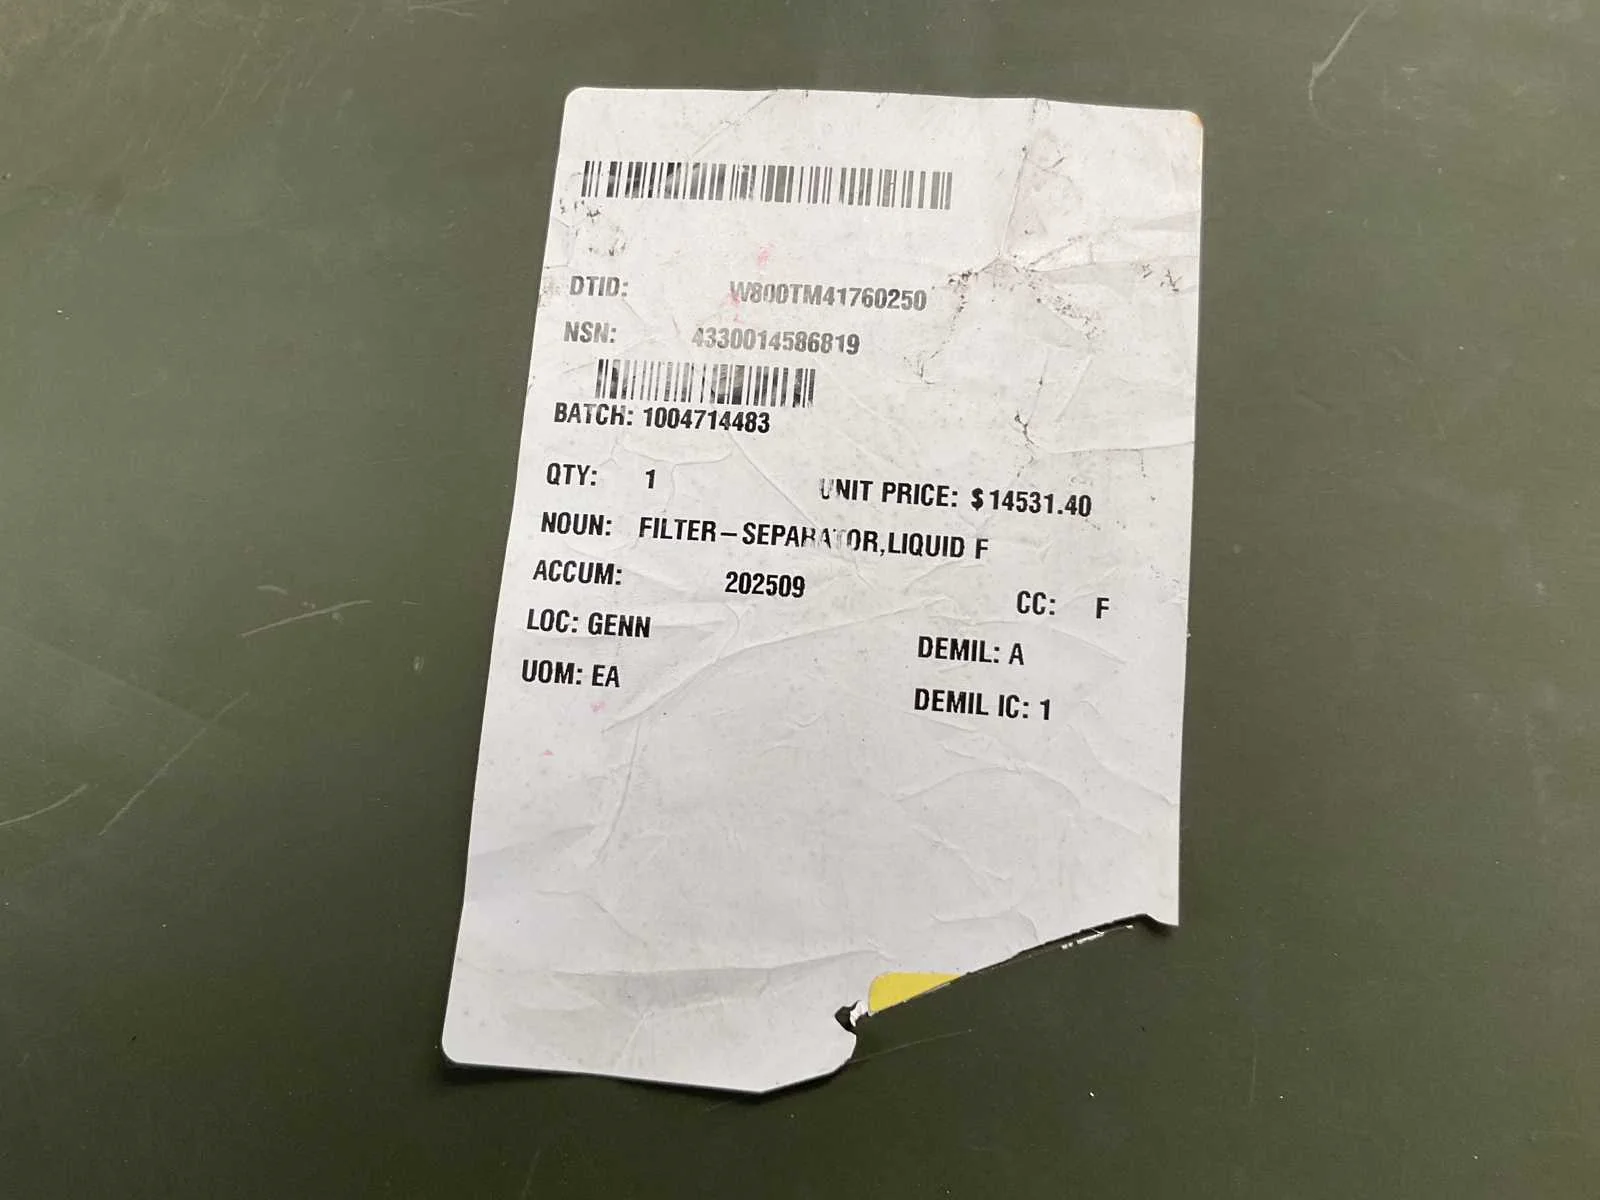 DTID: W800TM41760250
NSN: 4330014586819
BATCH: 1004714483
QTY: 1 UNIT PRICE: $14531.40
NOUN: FILTER-SEPARATOR,LIQUID F
ACCUM: 202509 CC: F
LOC: GENN DEMIL: A
UOM: EA DEMIL IC: 1